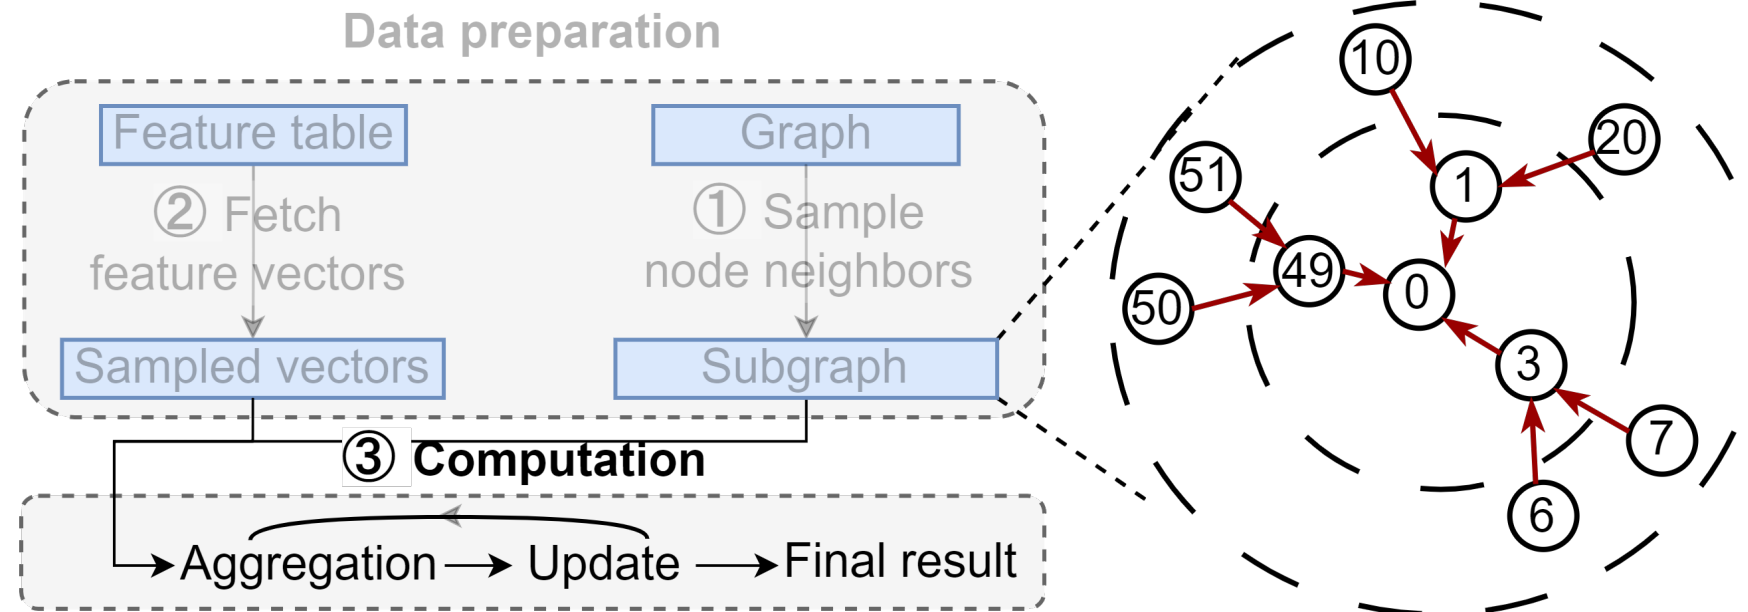 Data preparation
Feature table
Graph
② Fetch
feature vectors
① Sample
node neighbors
Sampled vectors
Subgraph
③ Computation
Aggregation
Update
Final result
10
20
51
1
49
0
50
3
7
6